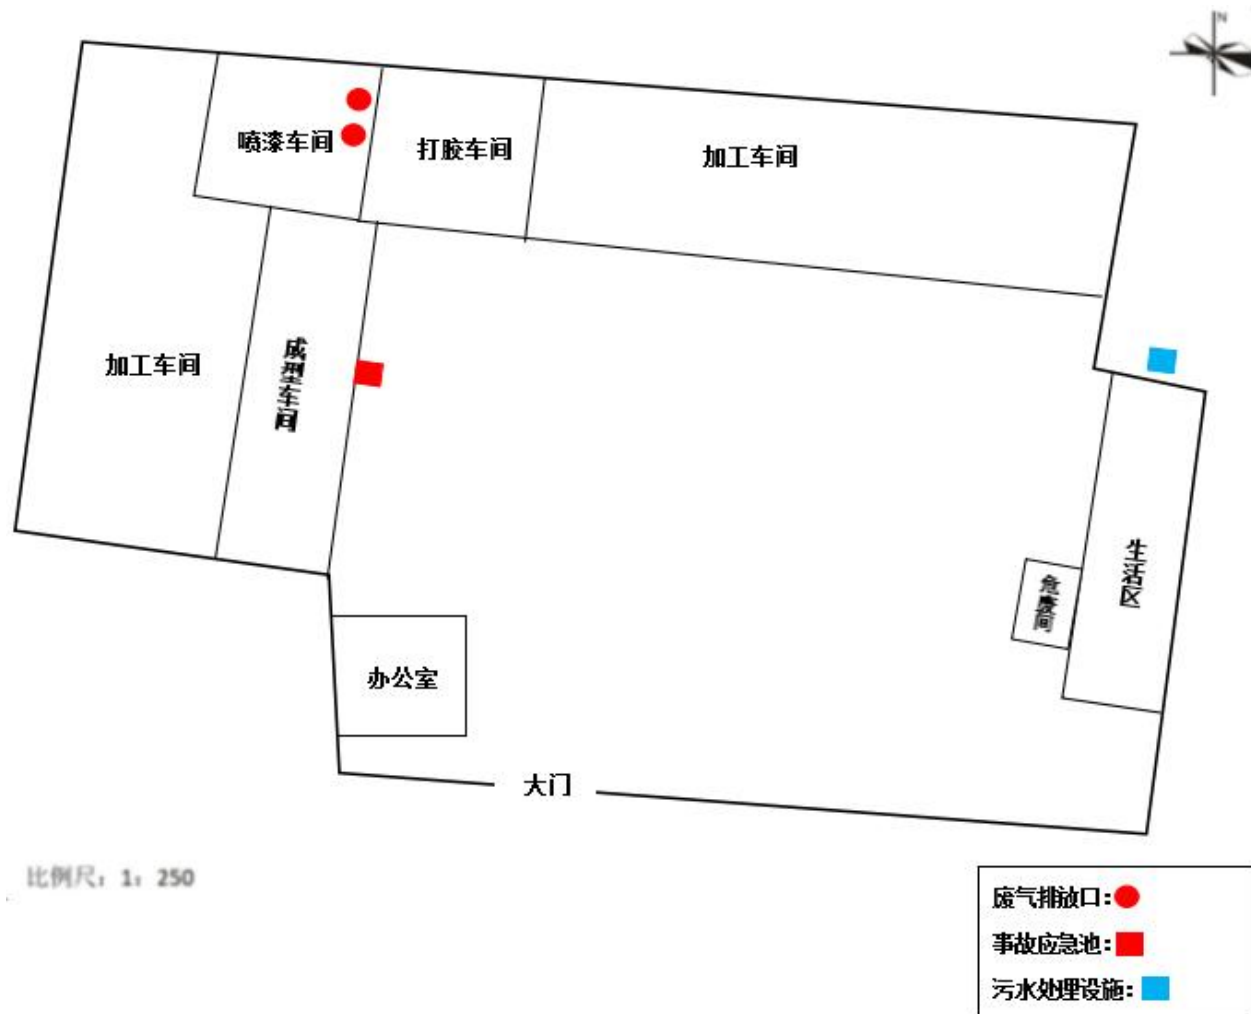 N
喷漆车间
打胶车间
加工车间
加工车间
成型车间
生活区
危废间
办公室
大门
比例尺：1：250
废气排放口：
事故应急池：
污水处理设施：